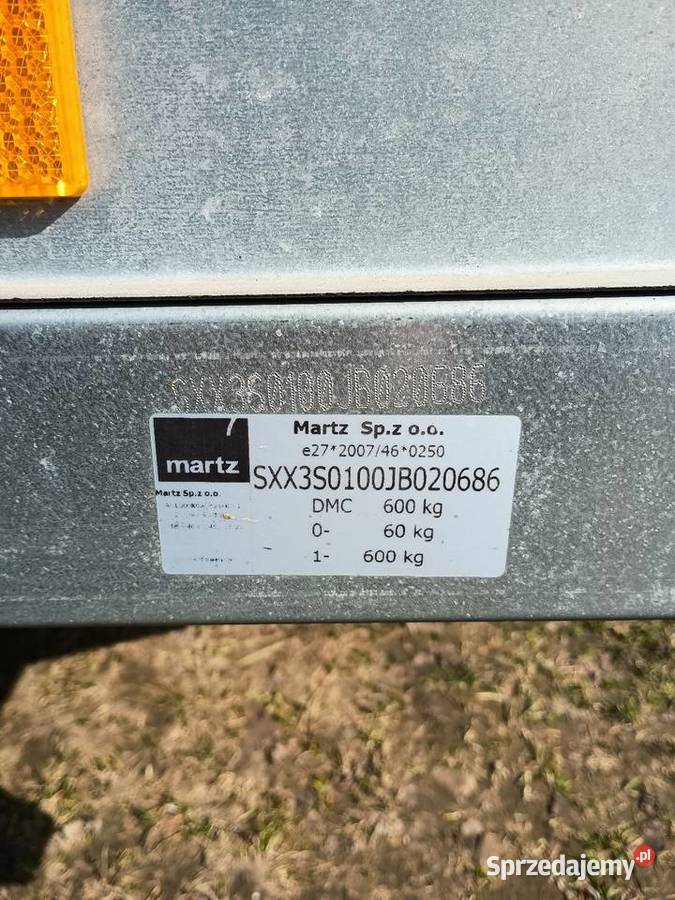 SXX3S0100JB020686
martz
Martz Sp.z o.o.
e27*2007/46*0250
SXX3S0100JB020686
Martz Sp.z o.o.
DMC 600 kg
0- 60 kg
1- 600 kg
Sprzedajemy.pl